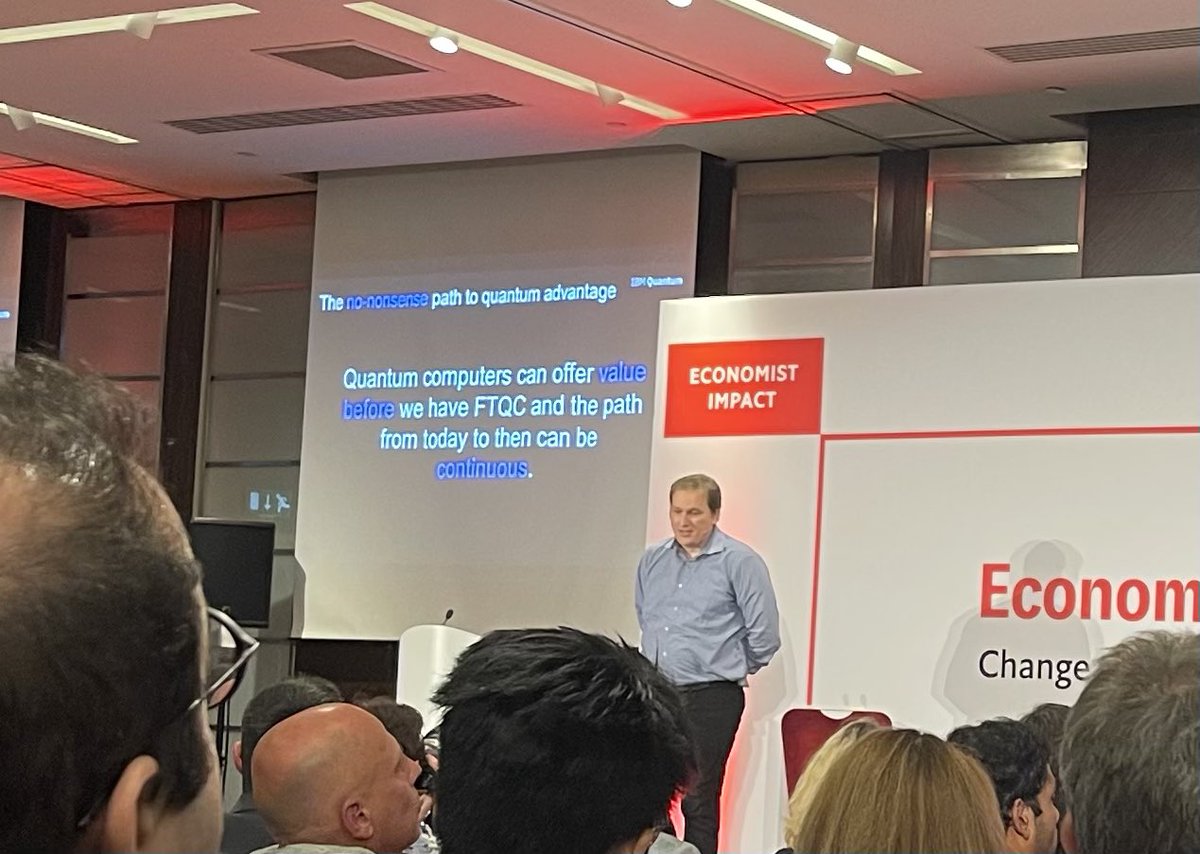 IBM Quantum
The no-nonsense path to quantum advantage
Quantum computers can offer value
before we have FTQC and the path
from today to then can be
continuous.
ECONOMIST
IMPACT
Econom
Change